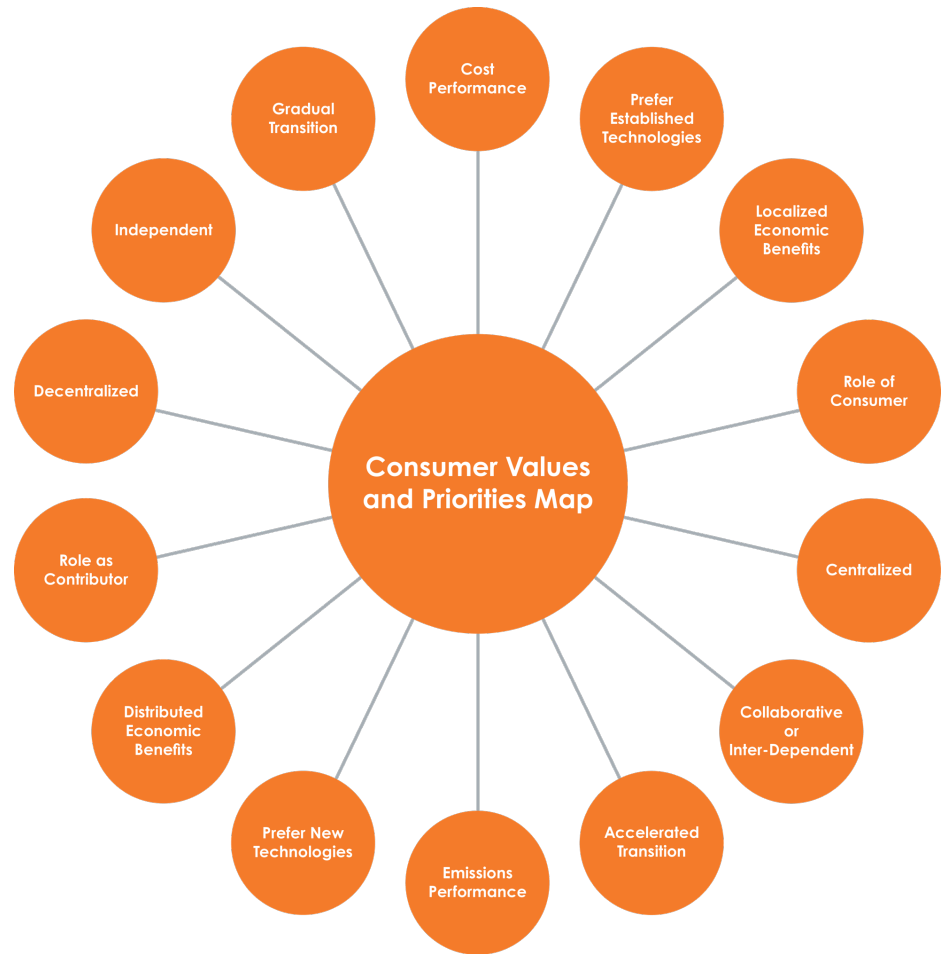 Cost
Performance
Prefer
Established
Technologies
Localized
Economic
Benefits
Role of
Consumer
Centralized
Collaborative
or
Inter-Dependent
Accelerated
Transition
Emissions
Performance
Prefer New
Technologies
Distributed
Economic
Benefits
Role as
Contributor
Decentralized
Independent
Gradual
Transition
Consumer Values
and Priorities Map